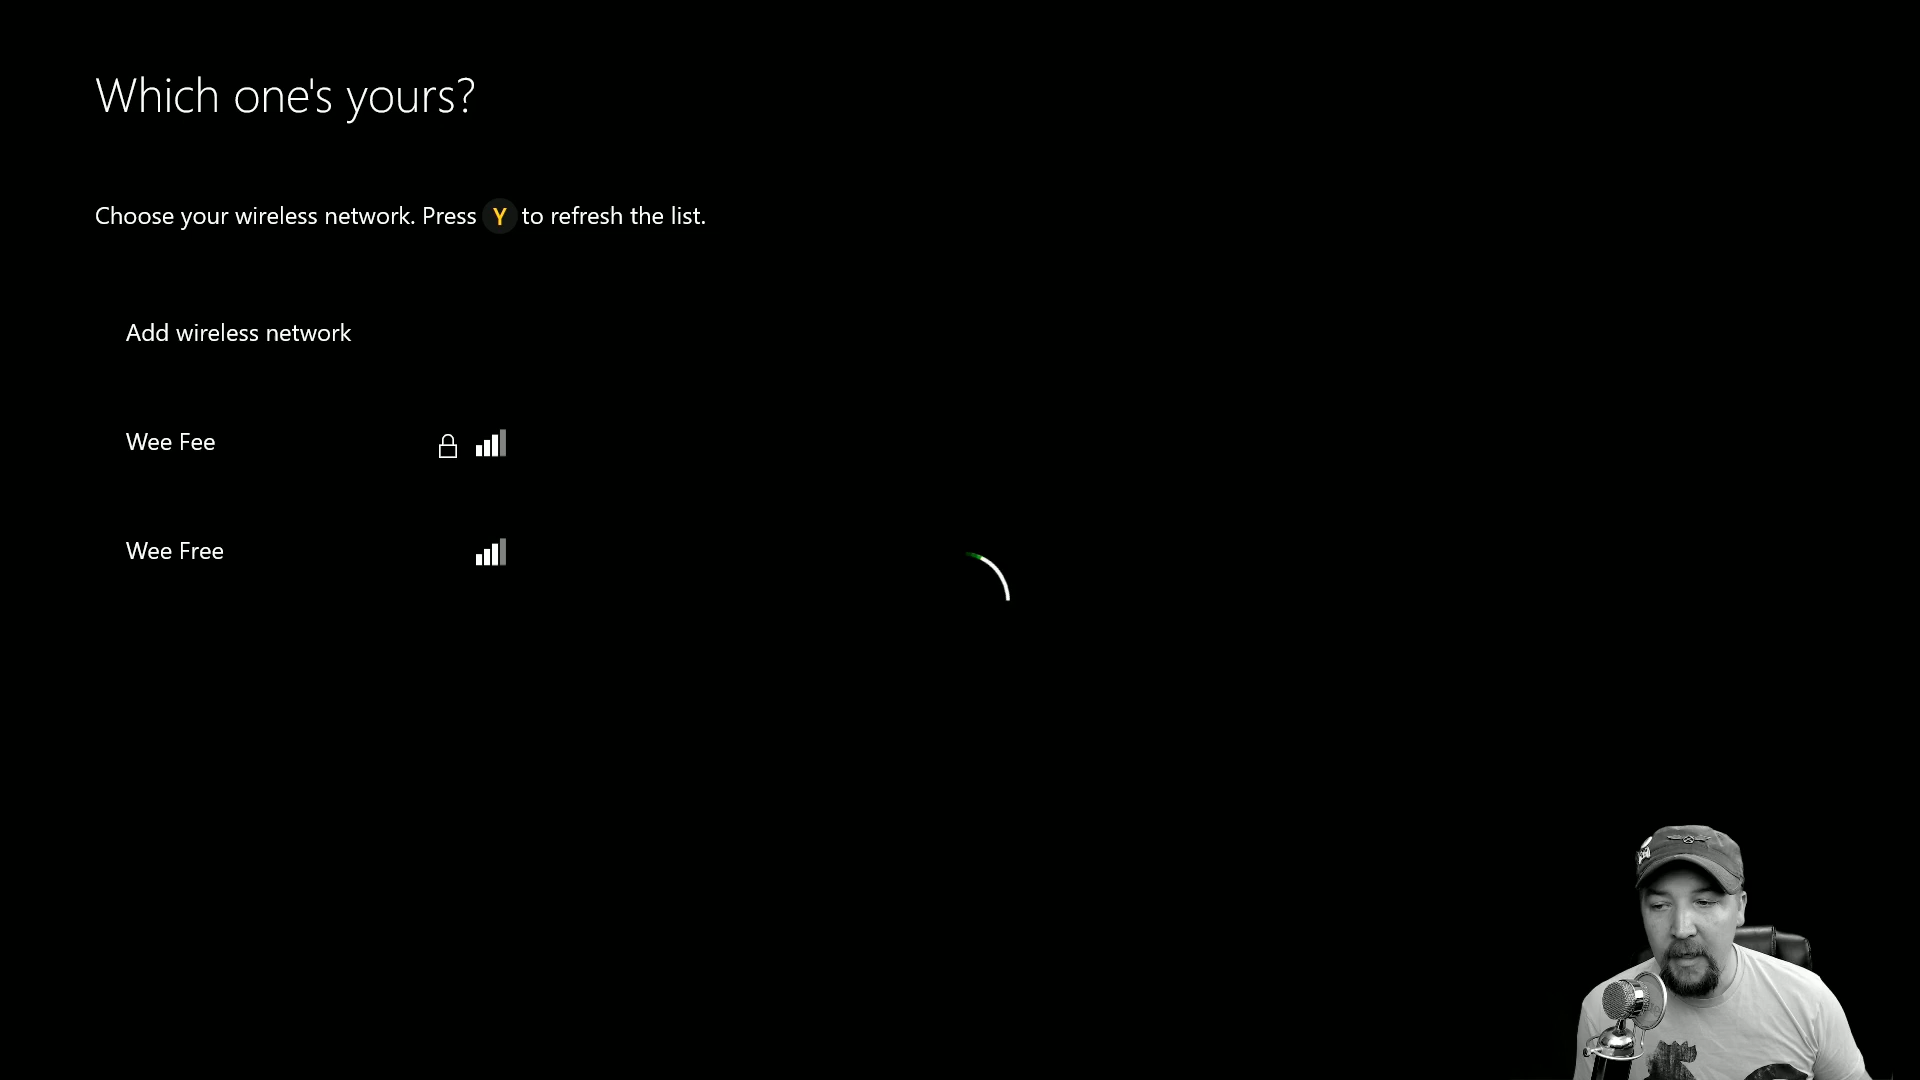 Which one's yours?
Choose your wireless network. Press Y to refresh the list.
Add wireless network
Wee Fee
Wee Free